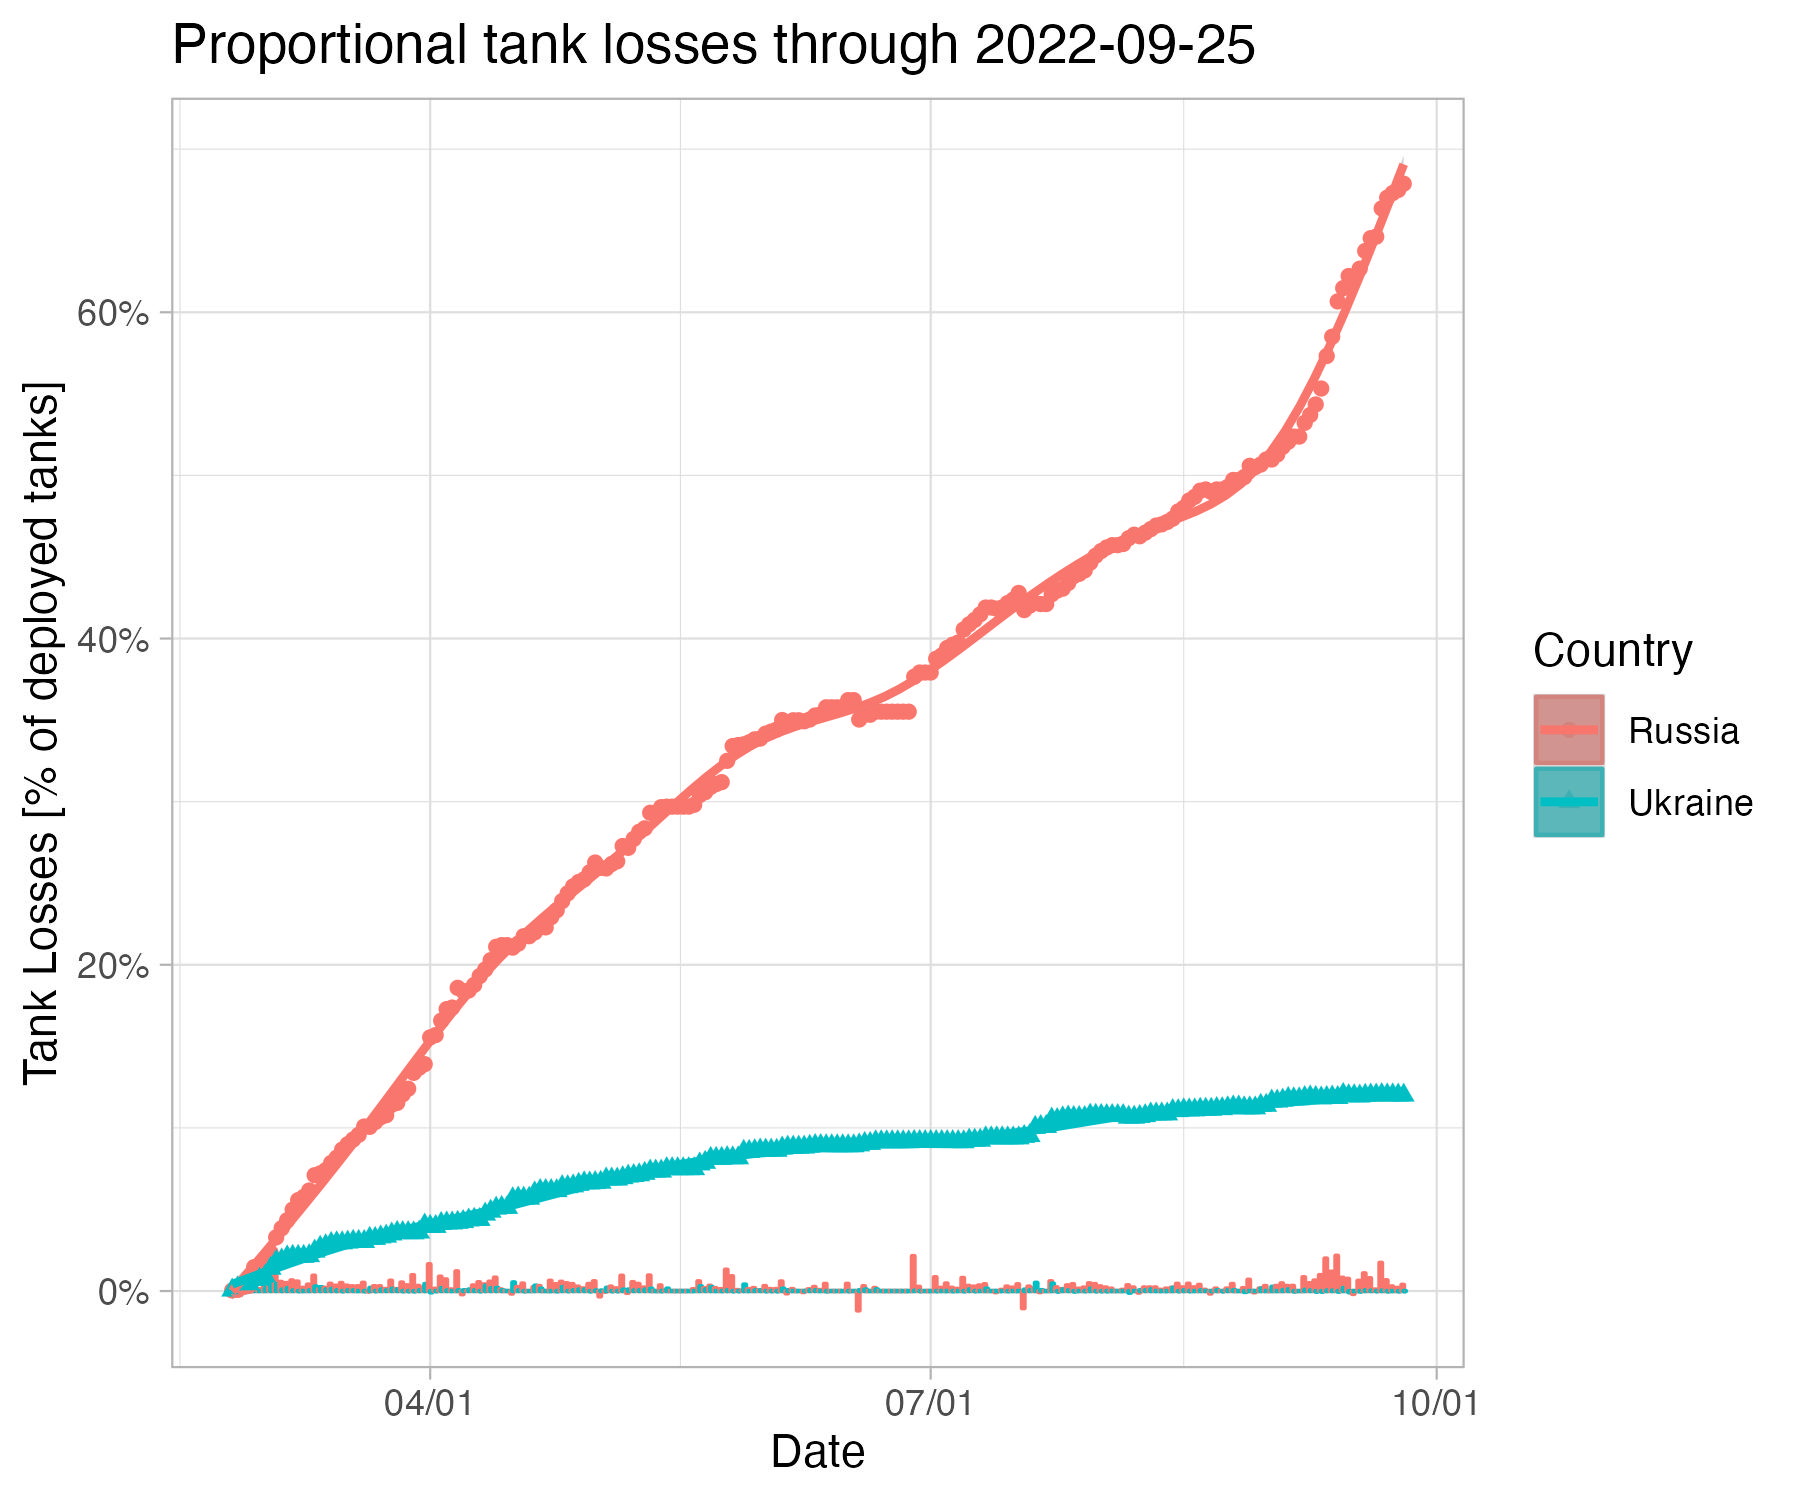 Proportional tank losses through 2022-09-25
Tank Losses [% of deployed tanks]
60%
40%
20%
0%
04/01
07/01
10/01
Date
Country
Russia
Ukraine